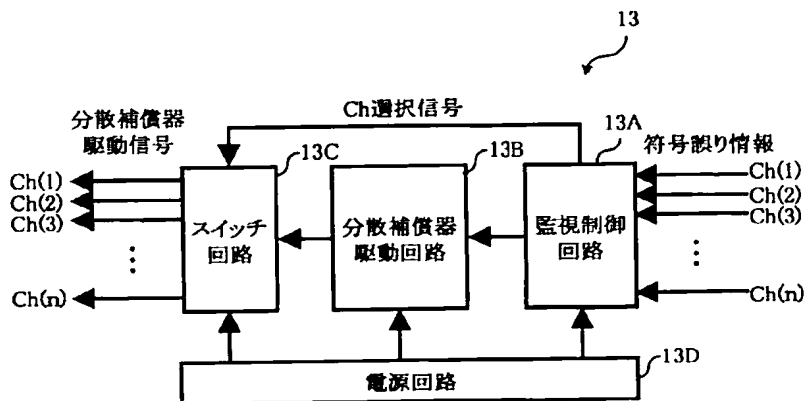 13
Ch選択信号
分散補償器
駆動信号
13C
13B
13A
符号誤り情報
Ch(1)
Ch(2)
Ch(3)
⋮
Ch(n)
スイッチ
回路
分散補償器
駆動回路
監視制御
回路
Ch(1)
Ch(2)
Ch(3)
⋮
Ch(n)
13D
電源回路